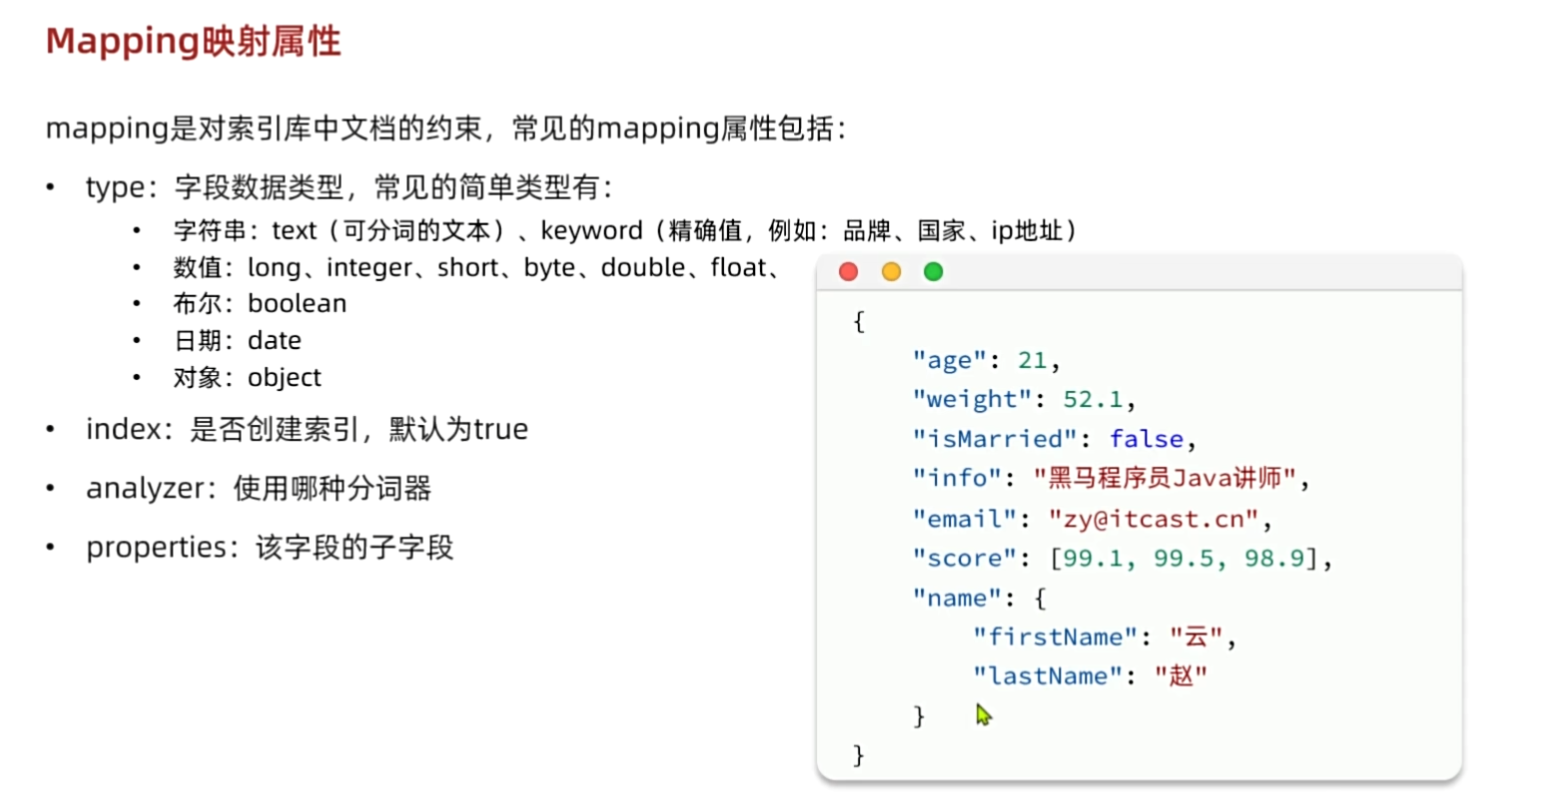 Mapping映射属性
mapping是对索引库中文档的约束，常见的mapping属性包括：
• type：字段数据类型，常见的简单类型有：
• 字符串：text（可分词的文本）、keyword（精确值，例如：品牌、国家、ip地址）
• 数值：long、integer、short、byte、double、float、
• 布尔：boolean
• 日期：date
• 对象：object
• index：是否创建索引，默认为true
• analyzer：使用哪种分词器
• properties：该字段的子字段
{
"age": 21,
"weight": 52.1,
"isMarried": false,
"info": "黑马程序员Java讲师",
"email": "zy@itcast.cn",
"score": [99.1, 99.5, 98.9],
"name": {
"firstName": "云",
"lastName": "赵"
}
}